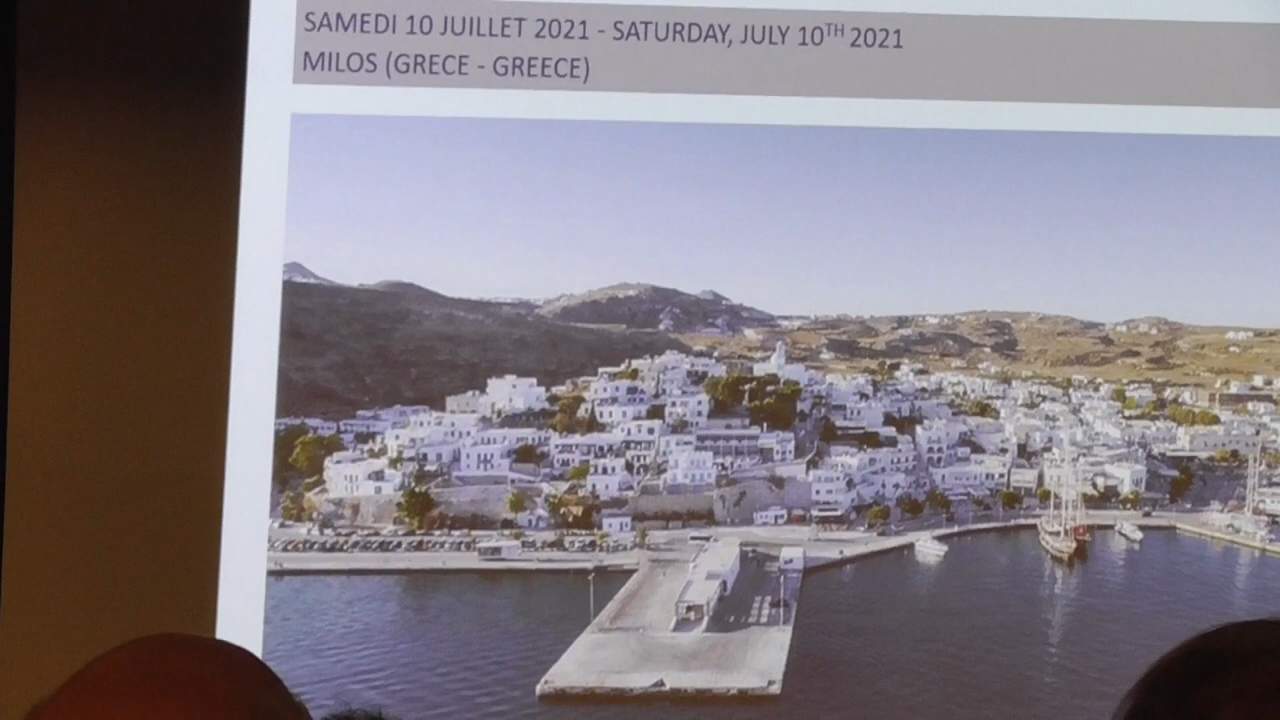 SAMEDI 10 JUILLET 2021 - SATURDAY, JULY 10TH 2021
MILOS (GRECE - GREECE)